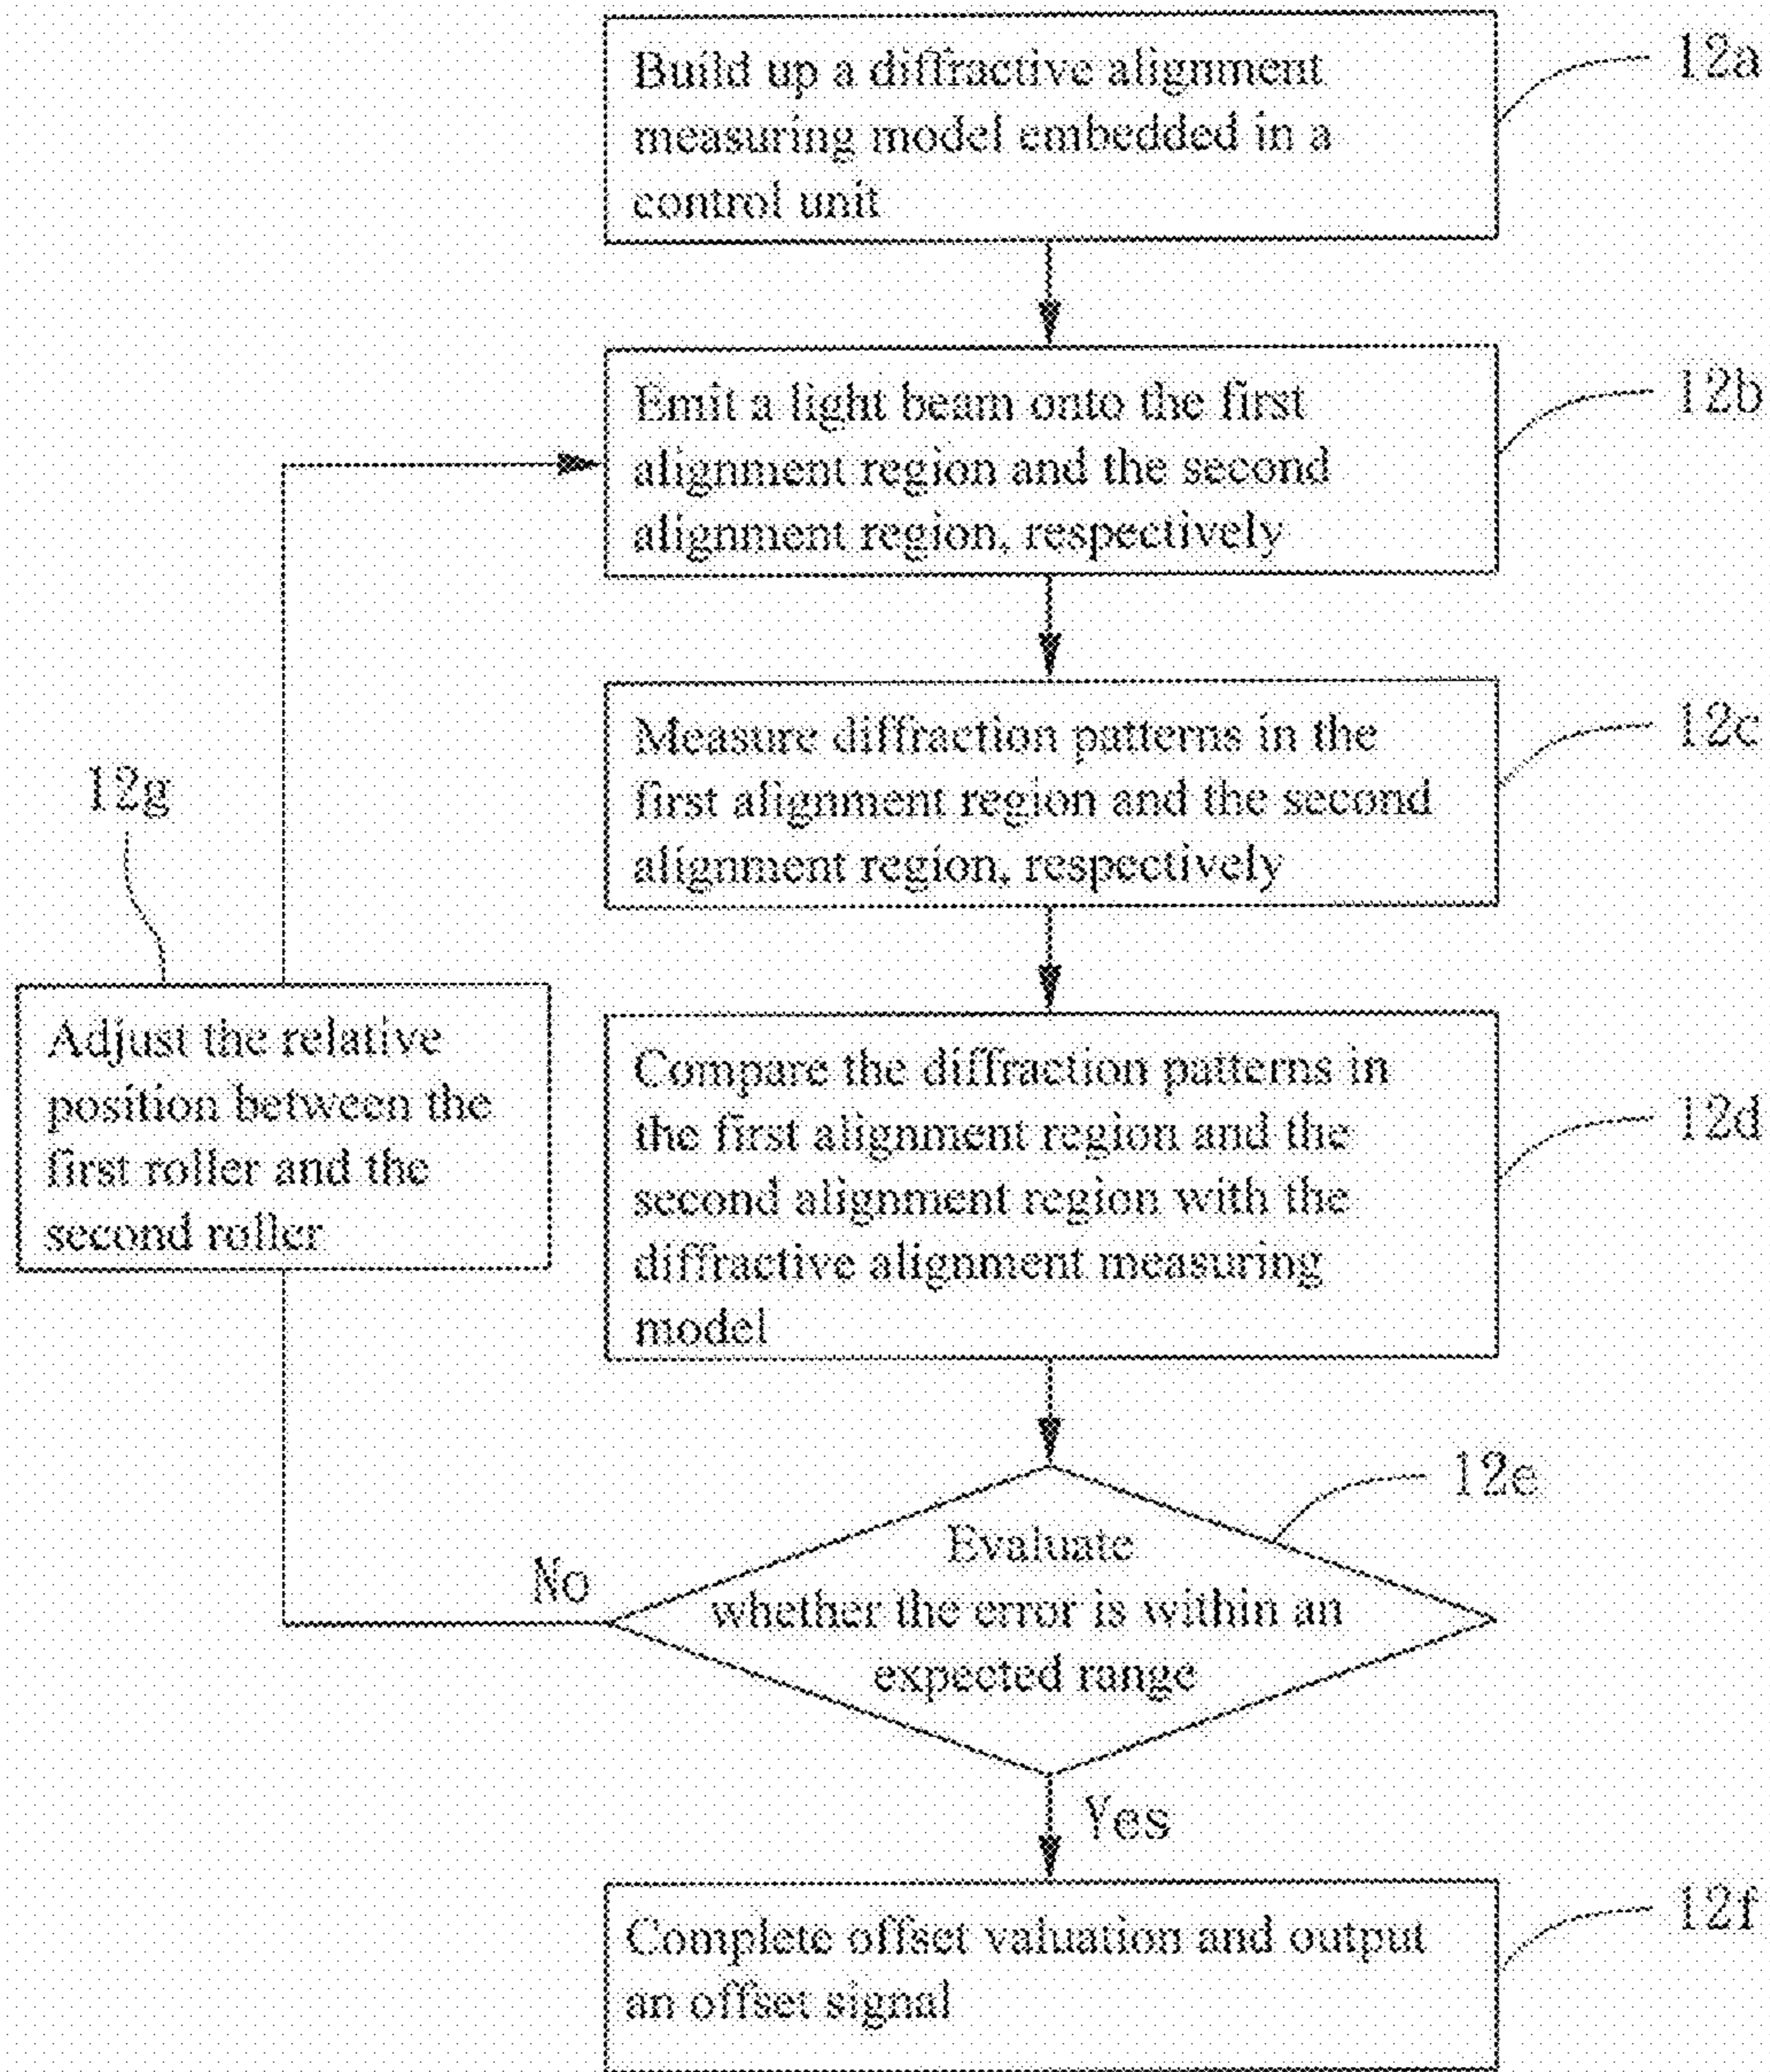 Build up a diffractive alignment
measuring model embedded in a
control unit
12a
Emit a light beam onto the first
alignment region and the second
alignment region, respectively
12b
Measure diffraction patterns in the
first alignment region and the second
alignment region, respectively
12c
12g
Adjust the relative
position between the
first roller and the
second roller
Compare the diffraction patterns in
the first alignment region and the
second alignment region with the
diffractive alignment measuring
model
12d
12e
Evaluate
whether the error is within an
expected range
No
Yes
Complete offset valuation and output
an offset signal
12f